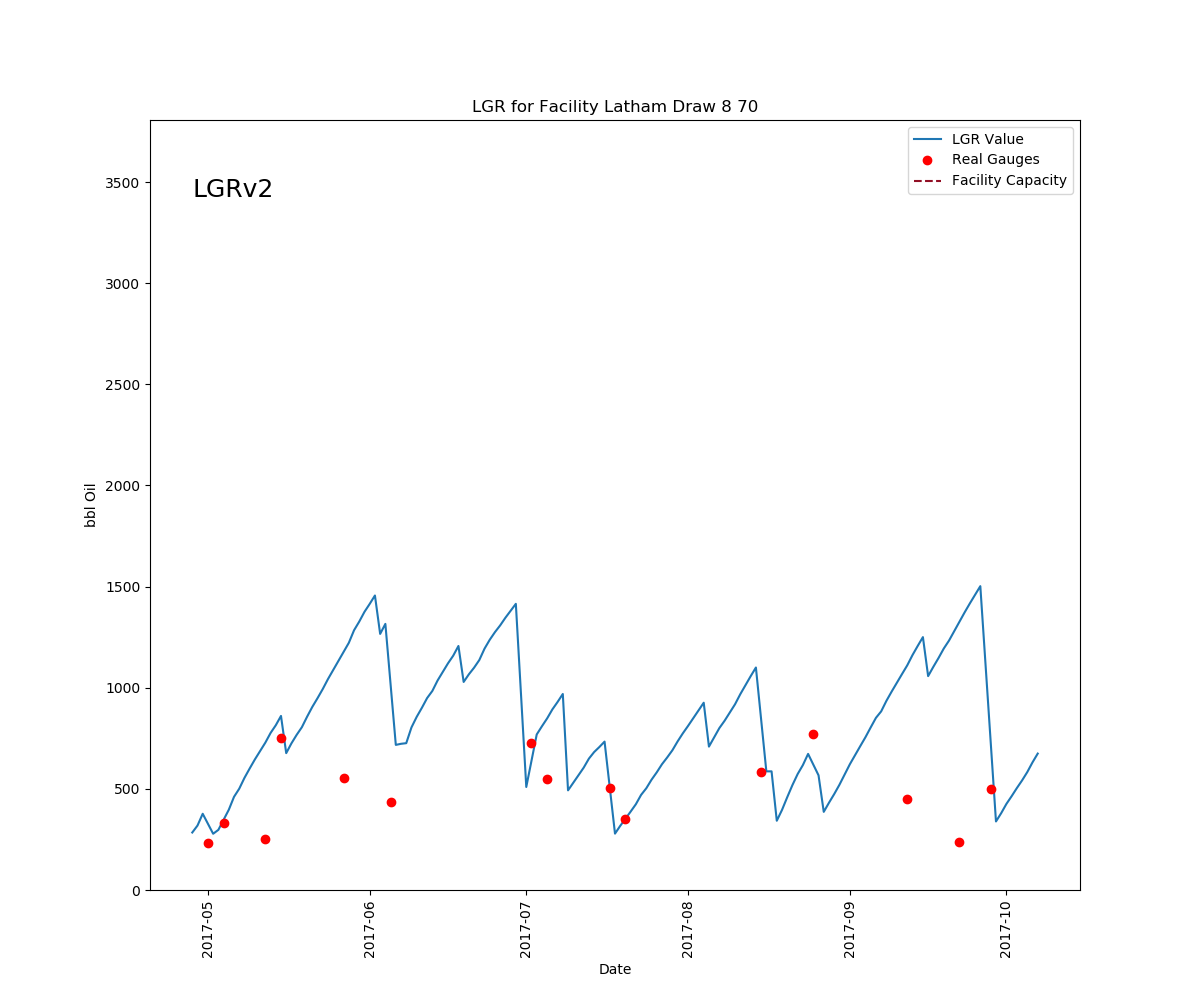 LGR for Facility Latham Draw 8 70
LGRv2
LGR Value
Real Gauges
Facility Capacity
3500
3000
2500
2000
1500
1000
500
0
bbl Oil
2017-05
2017-06
2017-07
2017-08
2017-09
2017-10
Date